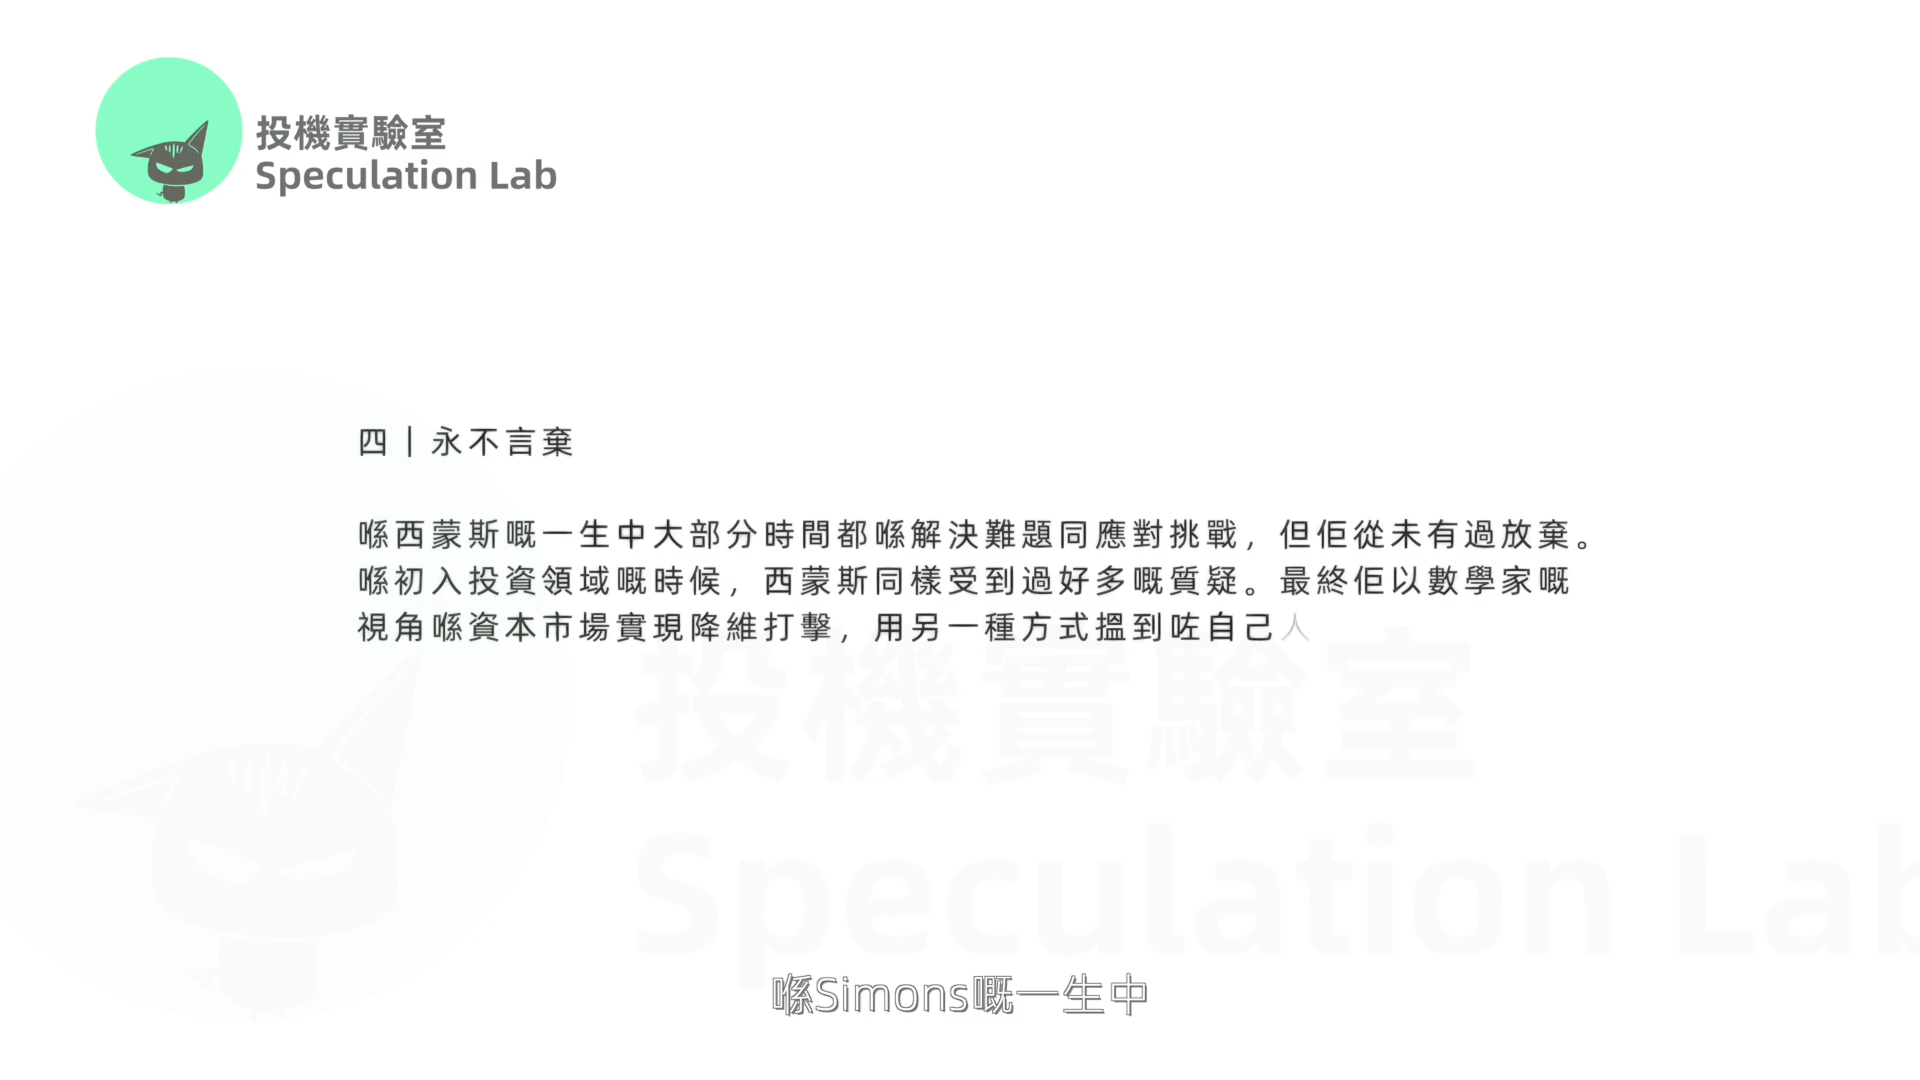 投機實驗室
Speculation Lab
四｜永不言棄
喺西蒙斯嘅一生中大部分時間都喺解決難題同應對挑戰，但佢從未有過放棄。
喺初入投資領域嘅時候，西蒙斯同樣受到過好多嘅質疑。最終佢以數學家嘅
視角喺資本市場實現降維打擊，用另一種方式搵到咗自己人
投機實驗室
Speculation Lab
喺Simons嘅一生中